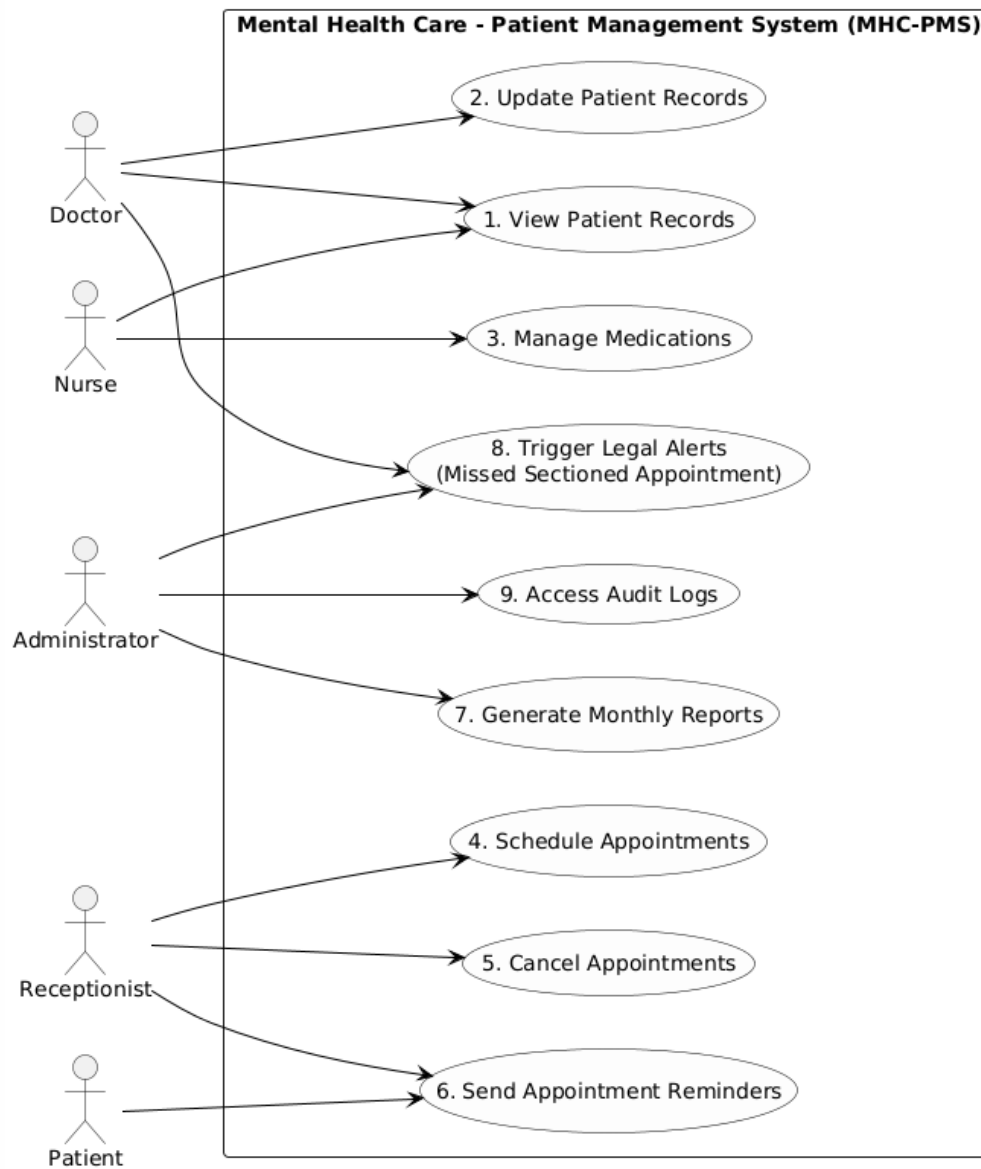 Mental Health Care - Patient Management System (MHC-PMS)
2. Update Patient Records
Doctor
1. View Patient Records
Nurse
3. Manage Medications
8. Trigger Legal Alerts
(Missed Sectioned Appointment)
Administrator
9. Access Audit Logs
7. Generate Monthly Reports
4. Schedule Appointments
Receptionist
5. Cancel Appointments
6. Send Appointment Reminders
Patient